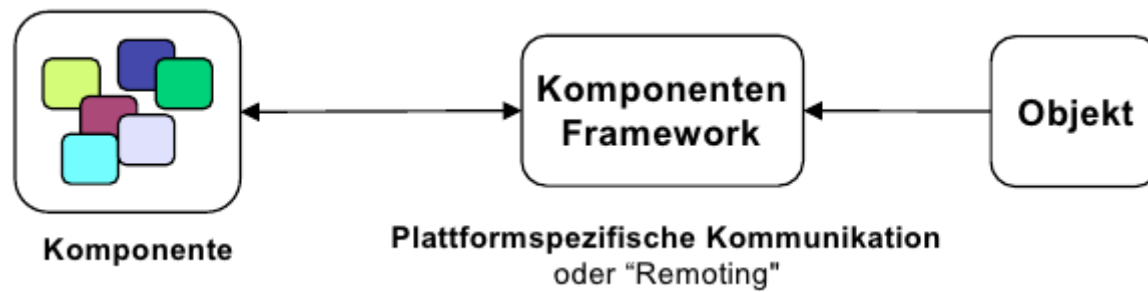 Komponenten
Framework
Objekt
Komponente
Plattformspezifische Kommunikation
oder “Remoting"